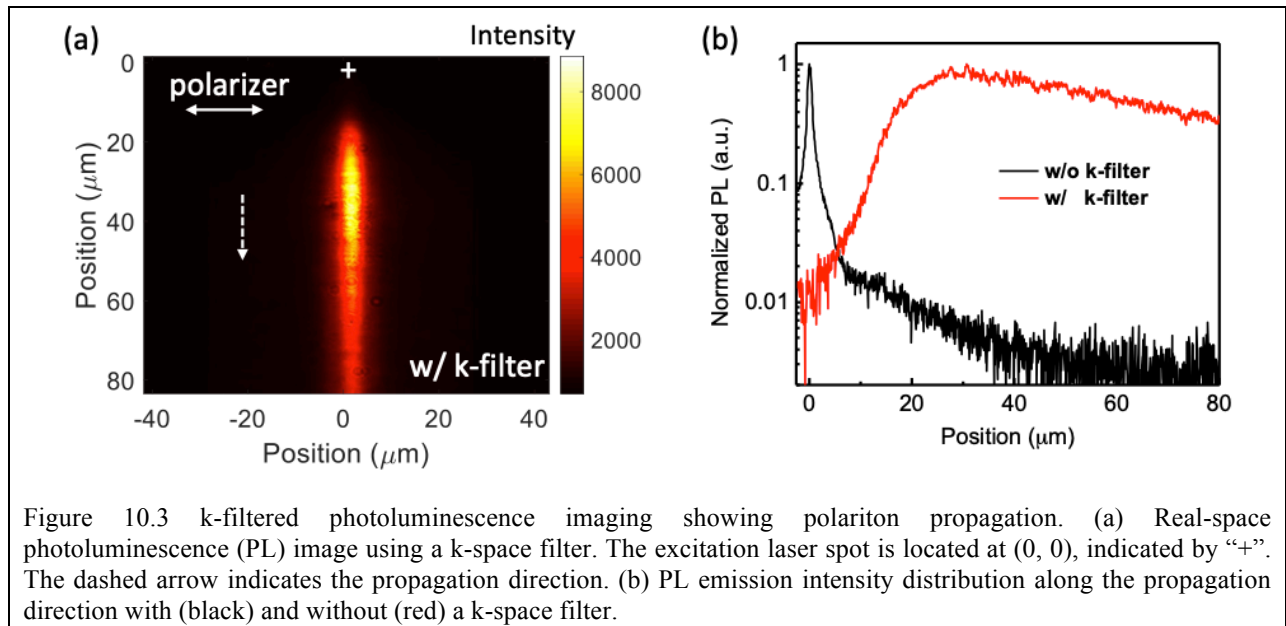 (a)
Intensity
0
+
polarizer
8000
20
6000
40
4000
60
2000
w/ k-filter
80
-40 -20 0 20 40
Position (μm)
Position (μm)
(b)
1
0.1
0.01
Normalized PL (a.u.)
w/o k-filter
w/ k-filter
0 20 40 60 80
Position (μm)
Figure 10.3 k-filtered photoluminescence imaging showing polariton propagation. (a) Real-space
photoluminescence (PL) image using a k-space filter. The excitation laser spot is located at (0, 0), indicated by “+”.
The dashed arrow indicates the propagation direction. (b) PL emission intensity distribution along the propagation
direction with (black) and without (red) a k-space filter.